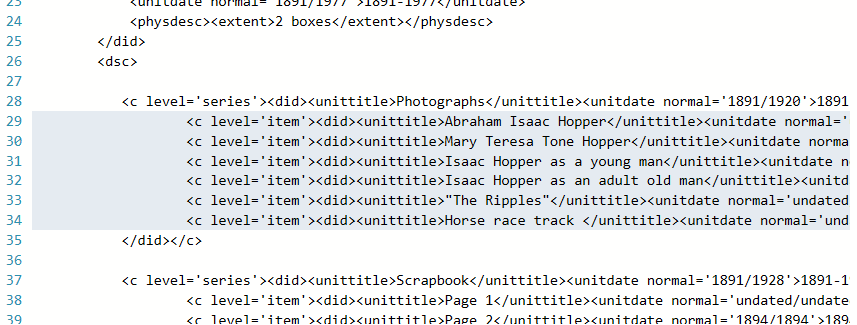 23 <unitdate normal='1891/1977'>1891-1977</unitdate>
24 <physdesc><extent>2 boxes</extent></physdesc>
25 </did>
26 <dsc>
27
28 <c level='series'><did><unittitle>Photographs</unittitle><unitdate normal='1891/1920'>1891
29 <c level='item'><did><unittitle>Abraham Isaac Hopper</unittitle><unitdate normal='
30 <c level='item'><did><unittitle>Mary Teresa Tone Hopper</unittitle><unitdate norma
31 <c level='item'><did><unittitle>Isaac Hopper as a young man</unittitle><unitdate n
32 <c level='item'><did><unittitle>Isaac Hopper as an adult old man</unittitle><unitd
33 <c level='item'><did><unittitle>"The Ripples"</unittitle><unitdate normal='undated
34 <c level='item'><did><unittitle>Horse race track </unittitle><unitdate normal='und
35 </did></c>
36
37 <c level='series'><did><unittitle>Scrapbook</unittitle><unitdate normal='1891/1928'>1891-1
38 <c level='item'><did><unittitle>Page 1</unittitle><unitdate normal='undated/undate
39 <c level='item'><did><unittitle>Page 2</unittitle><unitdate normal='1894/1894'>189